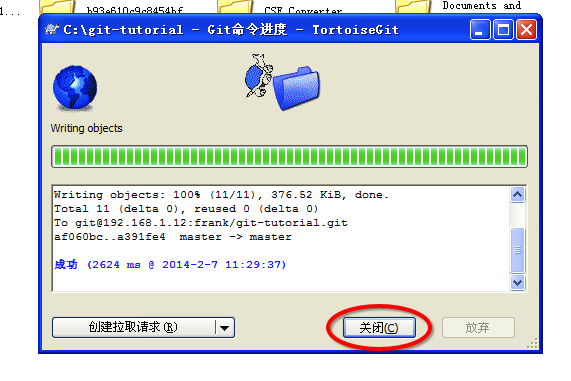 1...
b93e610c9c8454bf
CSF Converter
Documents and
C:\git-tutorial - Git命令进度 - TortoiseGit
Writing objects
Writing objects: 100% (11/11), 376.52 KiB, done.
Total 11 (delta 0), reused 0 (delta 0)
To git@192.168.1.12:frank/git-tutorial.git
af060bc..a391fe4  master -> master
成功 (2624 ms @ 2014-2-7 11:29:37)
创建拉取请求(R)
关闭(C)
放弃